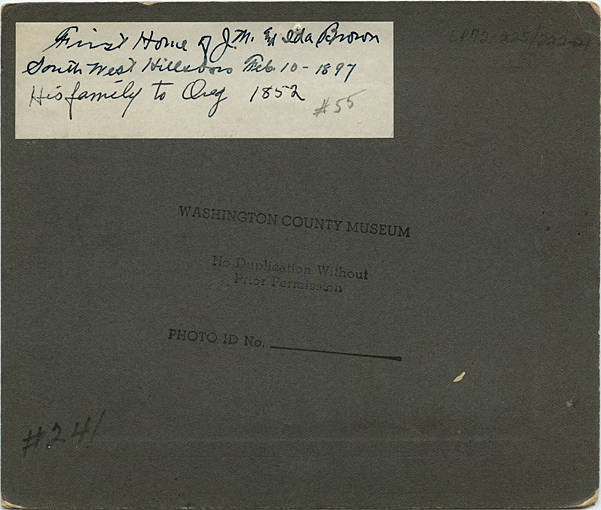 First Home of J.M. & Ida Brown
South West Hillsboro Feb. 10 - 1897
His family to Oreg 1852
#55
WASHINGTON COUNTY MUSEUM
No Duplication Without
Prior Permission
PHOTO ID No.
#241